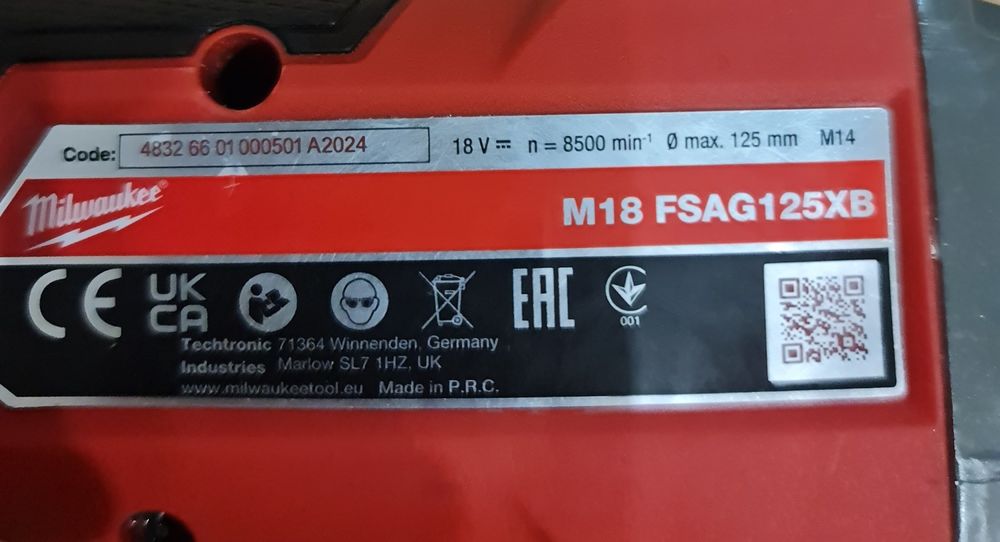 Code: 4832 66 01 000501 A2024 18 V ⎓ n = 8500 min⁻¹ Ø max. 125 mm M14
Milwaukee® M18 FSAG125XB
CE UK CA EAC 001
Techtronic 71364 Winnenden, Germany
Industries Marlow SL7 1HZ, UK
www.milwaukeetool.eu Made in P.R.C.